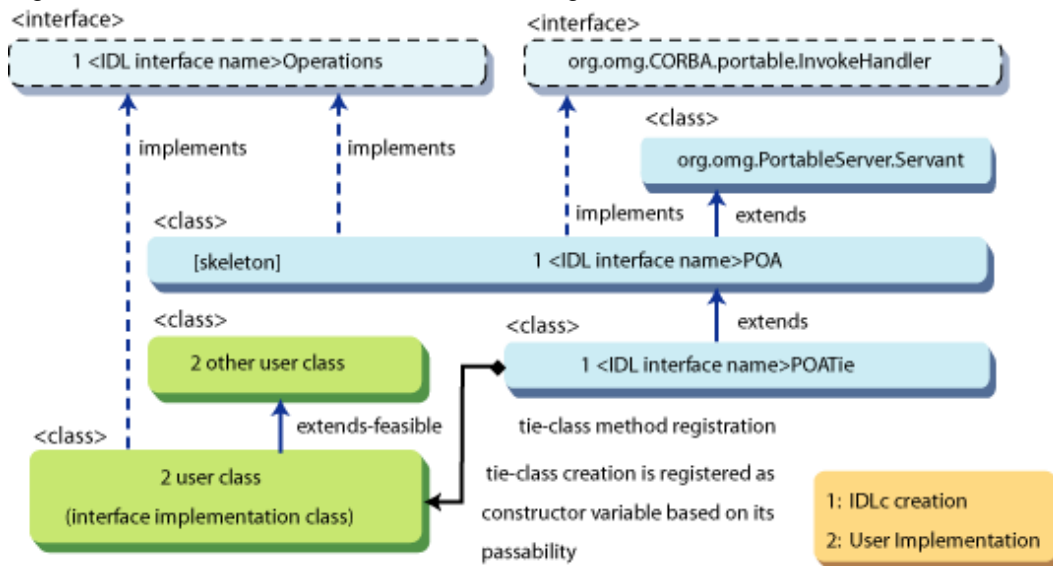 <interface>
1 <IDL interface name>Operations
<interface>
org.omg.CORBA.portable.InvokeHandler
<class>
org.omg.PortableServer.Servant
implements
implements
implements
extends
<class>
[skeleton]
1 <IDL interface name>POA
extends
<class>
2 other user class
<class>
1 <IDL interface name>POATie
extends-feasible
tie-class method registration
<class>
2 user class
(interface implementation class)
tie-class creation is registered as
constructor variable based on its
passability
1: IDLc creation
2: User Implementation